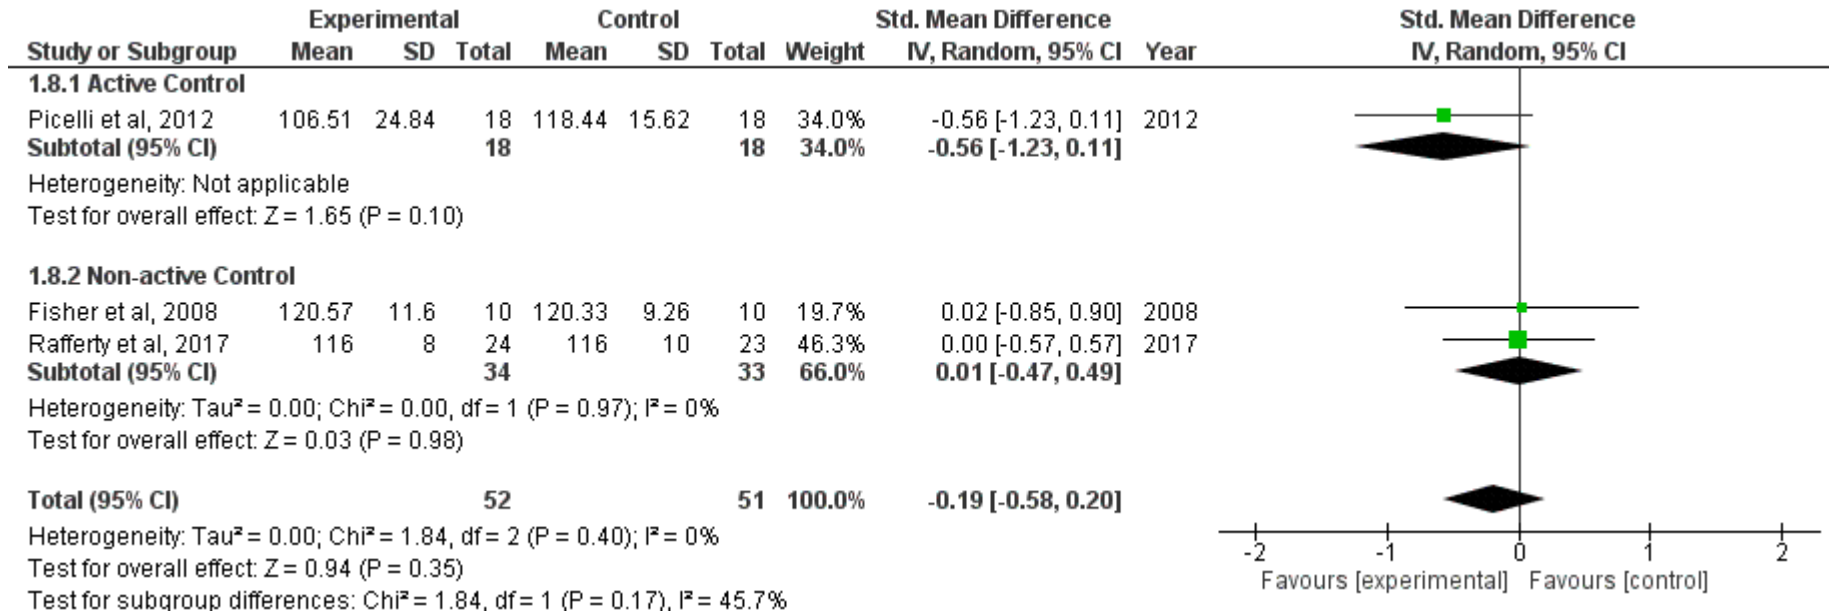 Experimental Control Std. Mean Difference Std. Mean Difference
Study or Subgroup Mean SD Total Mean SD Total Weight IV, Random, 95% CI Year IV, Random, 95% CI
1.8.1 Active Control
Picelli et al, 2012 106.51 24.84 18 118.44 15.62 18 34.0% -0.56 [-1.23, 0.11] 2012
Subtotal (95% CI) 18 18 34.0% -0.56 [-1.23, 0.11]
Heterogeneity: Not applicable
Test for overall effect: Z = 1.65 (P = 0.10)
1.8.2 Non-active Control
Fisher et al, 2008 120.57 11.6 10 120.33 9.26 10 19.7% 0.02 [-0.85, 0.90] 2008
Rafferty et al, 2017 116 8 24 116 10 23 46.3% 0.00 [-0.57, 0.57] 2017
Subtotal (95% CI) 34 33 66.0% 0.01 [-0.47, 0.49]
Heterogeneity: Tau² = 0.00; Chi² = 0.00, df = 1 (P = 0.97); I² = 0%
Test for overall effect: Z = 0.03 (P = 0.98)
Total (95% CI) 52 51 100.0% -0.19 [-0.58, 0.20]
Heterogeneity: Tau² = 0.00; Chi² = 1.84, df = 2 (P = 0.40); I² = 0%
Test for overall effect: Z = 0.94 (P = 0.35)
Test for subgroup differences: Chi² = 1.84, df = 1 (P = 0.17), I² = 45.7%
-2 -1 0 1 2
Favours [experimental] Favours [control]